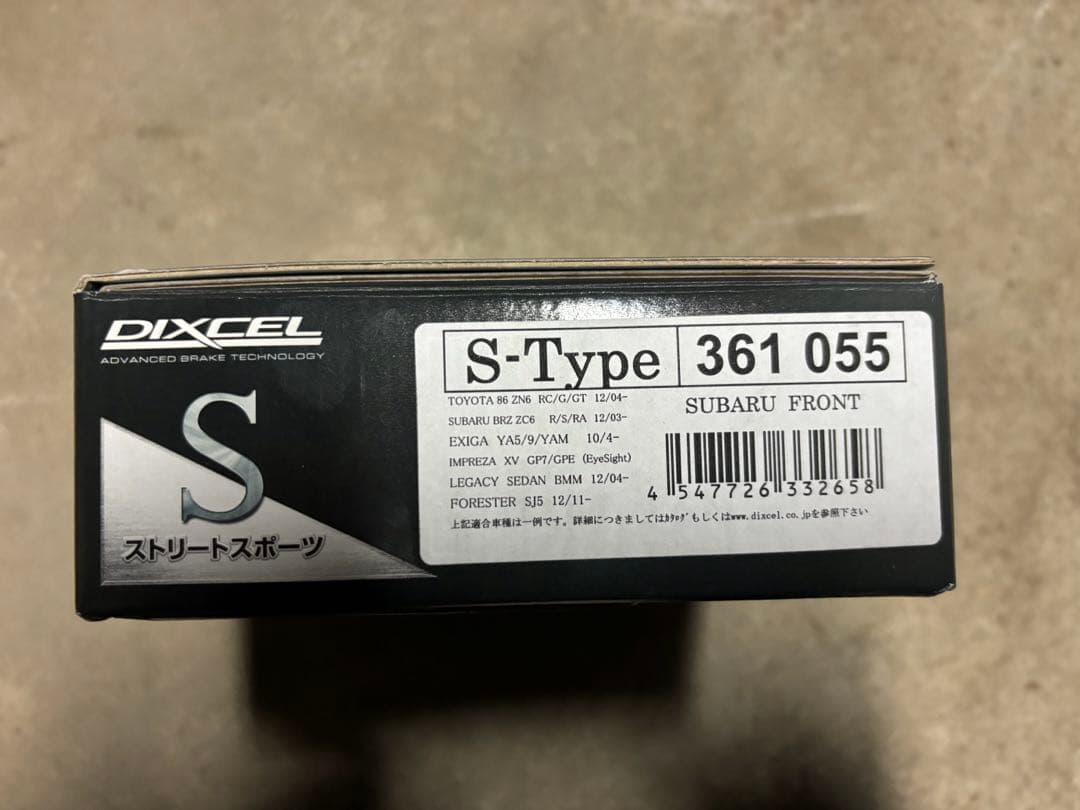 DIXCEL
ADVANCED BRAKE TECHNOLOGY
S
ストリートスポーツ
S-Type 361 055
TOYOTA 86 ZN6 RC/G/GT 12/04-
SUBARU BRZ ZC6 R/S/RA 12/03-
EXIGA YA5/9/YAM 10/4-
IMPREZA XV GP7/GPE (EyeSight)
LEGACY SEDAN BMM 12/04-
FORESTER SJ5 12/11-
SUBARU FRONT
4 547726 332658
上記適合車種は一例です。詳細につきましてはｶﾀﾛｸﾞもしくはwww.dixcel.co.jpを参照下さい